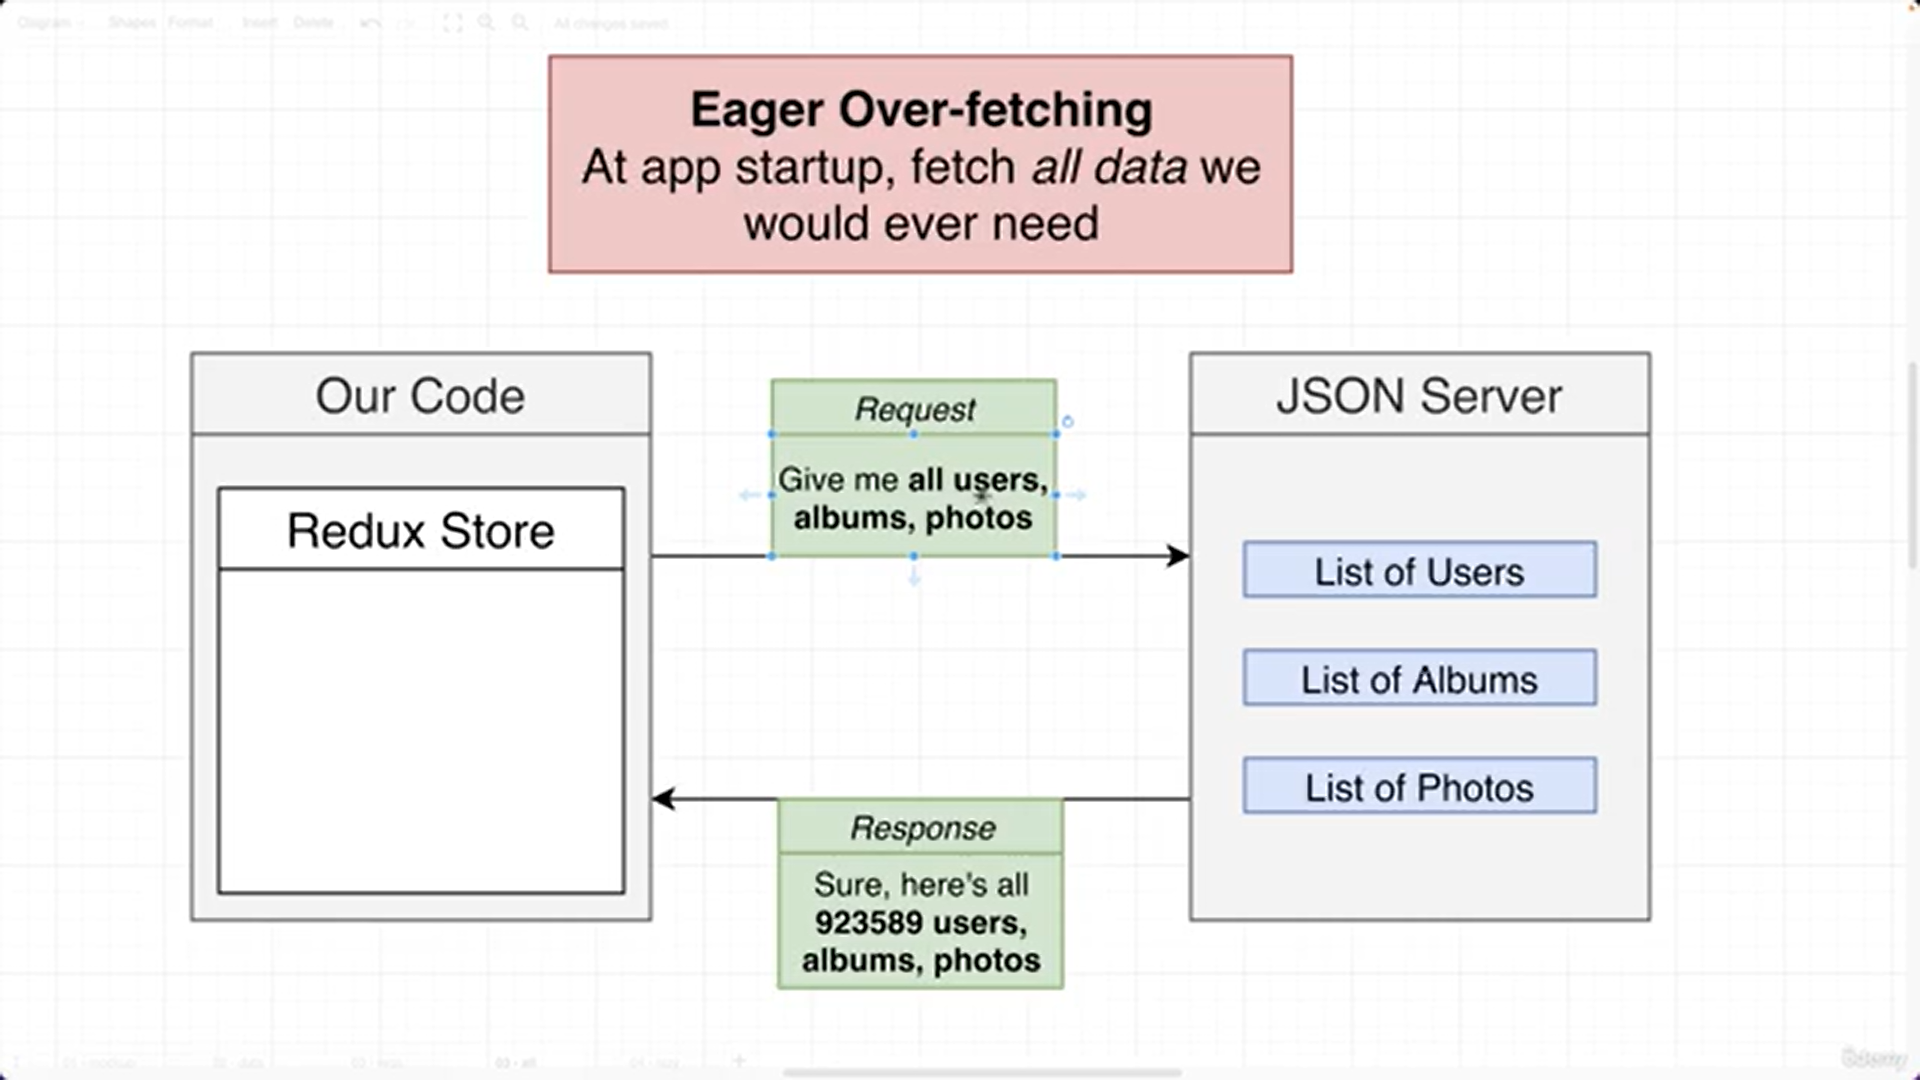 Diagram Shapes Format Insert Delete All changes saved
Eager Over-fetching
At app startup, fetch all data we
would ever need
Our Code
Redux Store
Request
Give me all users,
albums, photos
Response
Sure, here's all
923589 users,
albums, photos
JSON Server
List of Users
List of Albums
List of Photos
Udemy